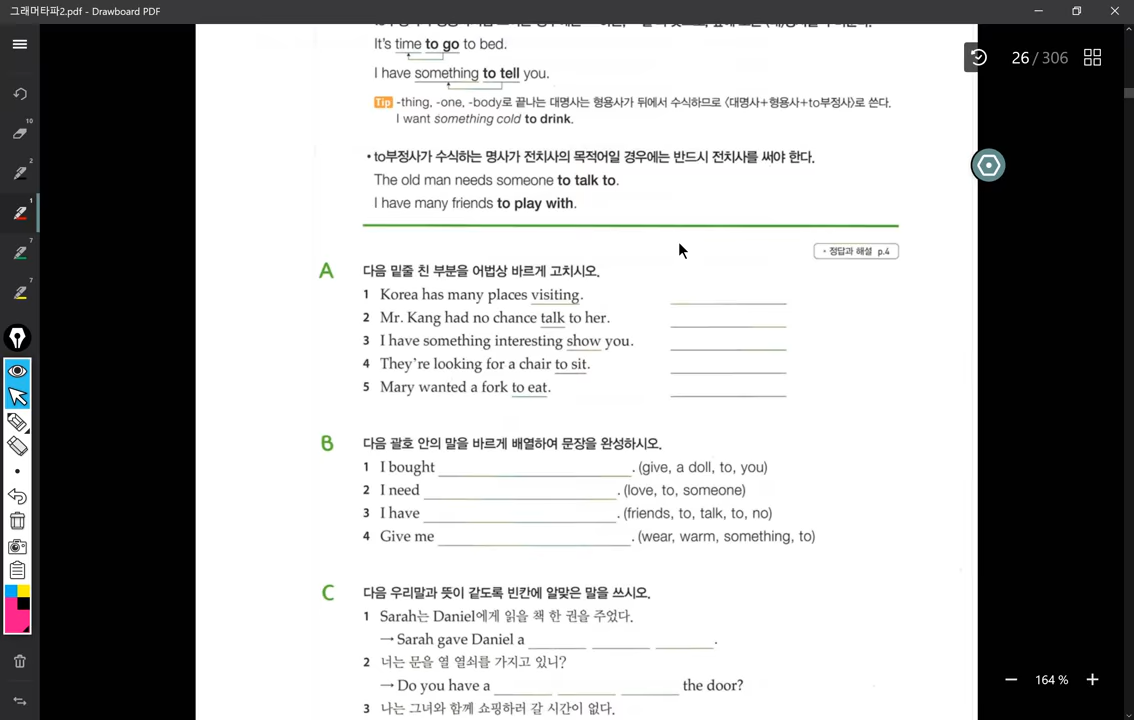 그래머타파2.pdf - Drawboard PDF
26 / 306
It's time to go to bed.
I have something to tell you.
Tip -thing, -one, -body로 끝나는 대명사는 형용사가 뒤에서 수식하므로 〈대명사+형용사+to부정사〉로 쓴다.
I want something cold to drink.
• to부정사가 수식하는 명사가 전치사의 목적어일 경우에는 반드시 전치사를 써야 한다.
The old man needs someone to talk to.
I have many friends to play with.
• 정답과 해설 p.4
A 다음 밑줄 친 부분을 어법상 바르게 고치시오.
1 Korea has many places visiting.
2 Mr. Kang had no chance talk to her.
3 I have something interesting show you.
4 They're looking for a chair to sit.
5 Mary wanted a fork to eat.
B 다음 괄호 안의 말을 바르게 배열하여 문장을 완성하시오.
1 I bought ____. (give, a doll, to, you)
2 I need ____. (love, to, someone)
3 I have ____. (friends, to, talk, to, no)
4 Give me ____. (wear, warm, something, to)
C 다음 우리말과 뜻이 같도록 빈칸에 알맞은 말을 쓰시오.
1 Sarah는 Daniel에게 읽을 책 한 권을 주었다.
→ Sarah gave Daniel a ____ ____ ____.
2 너는 문을 열 열쇠를 가지고 있니?
→ Do you have a ____ ____ ____ the door?
3 나는 그녀와 함께 쇼핑하러 갈 시간이 없다.
10
2
1
7
7
164 %